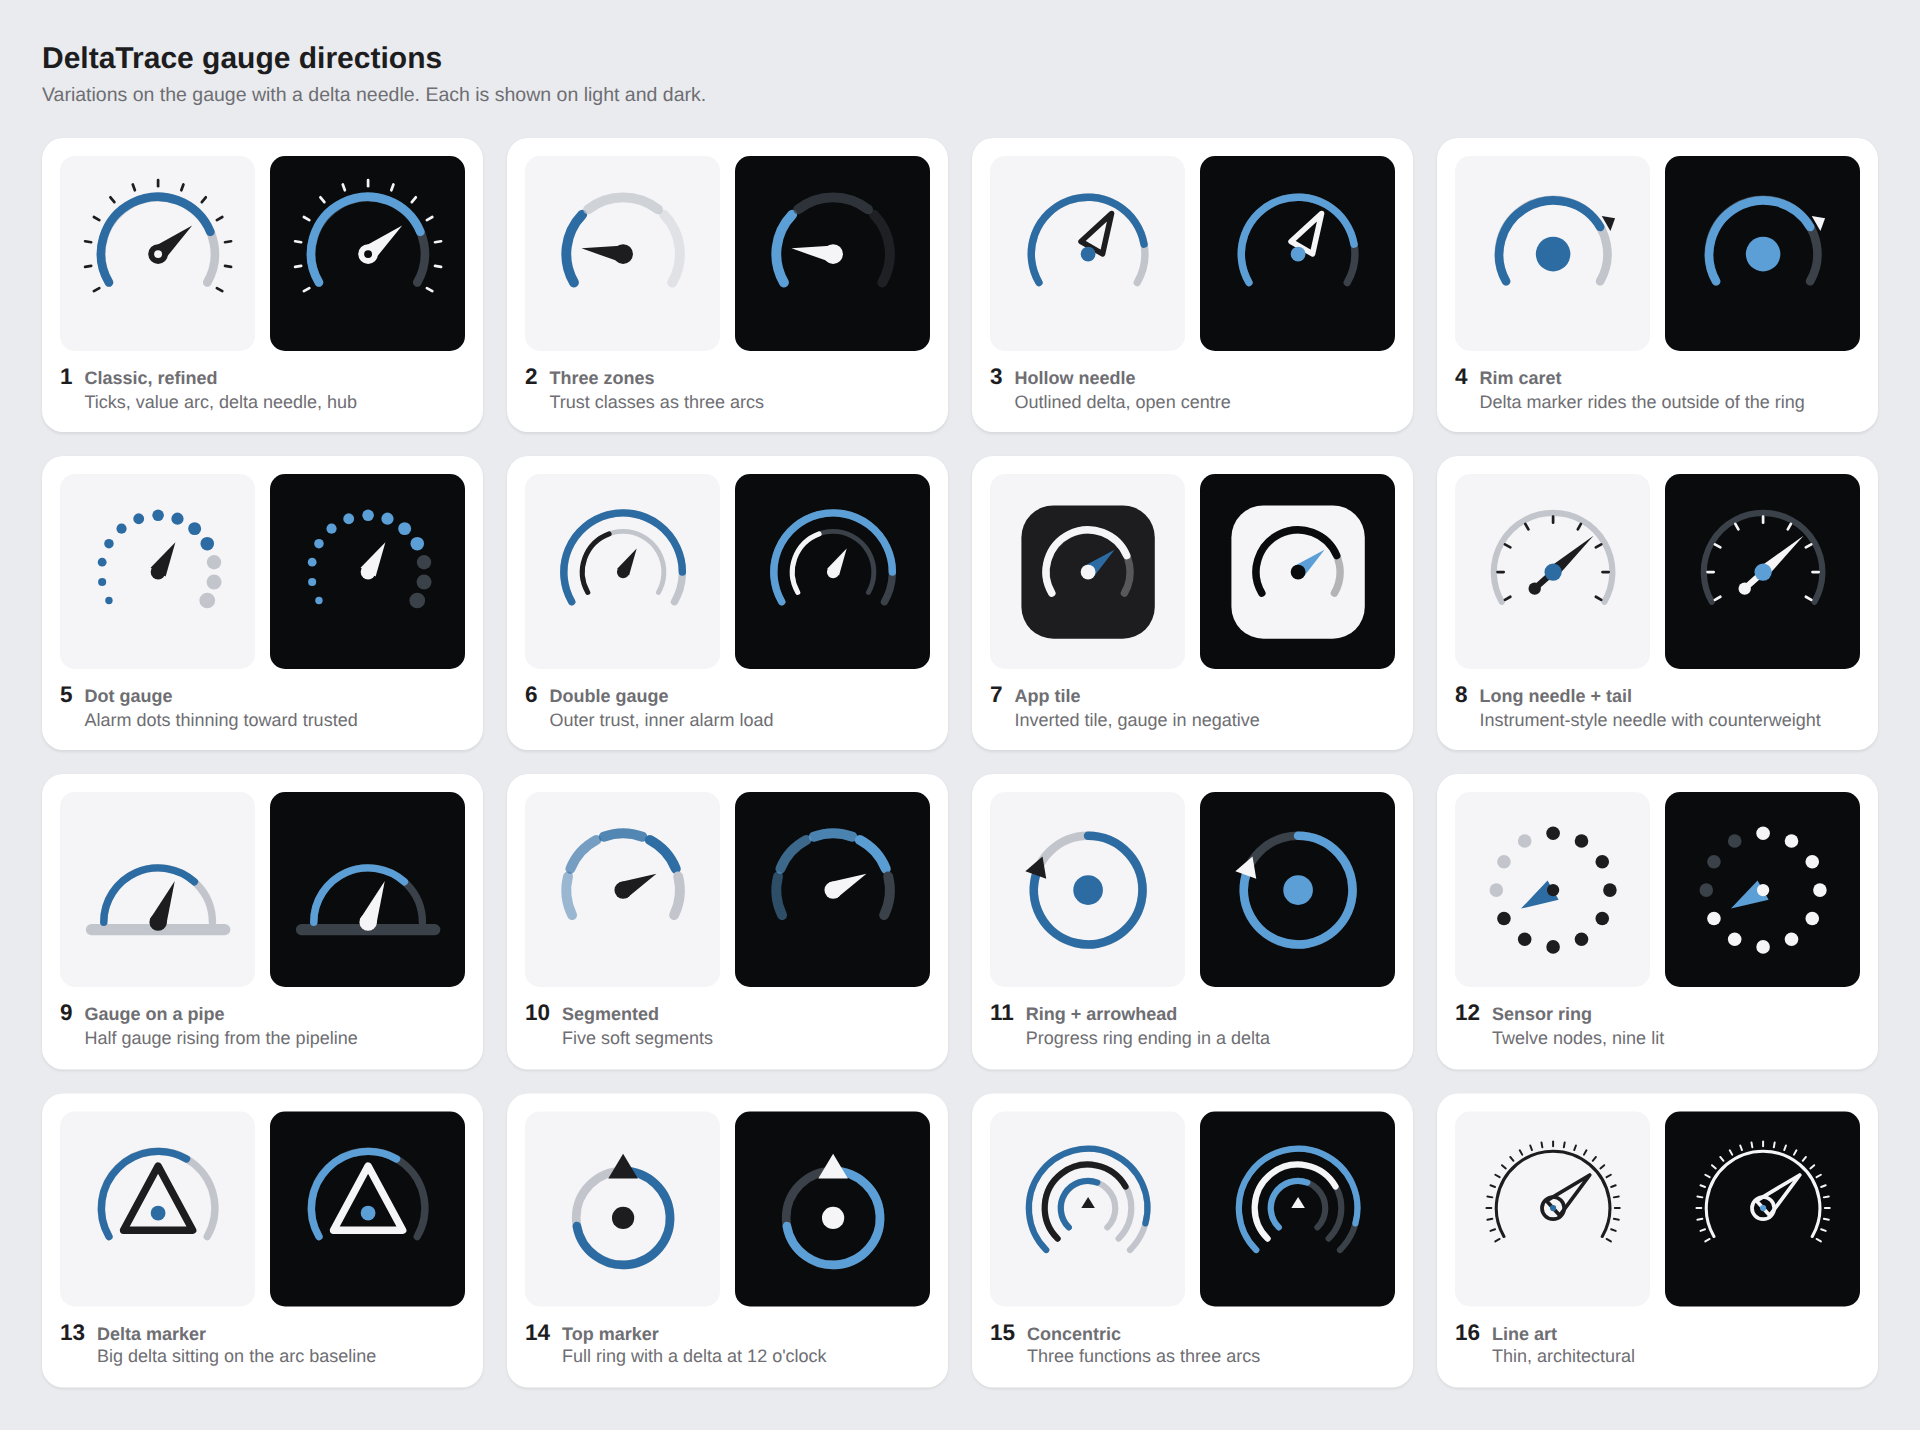 DeltaTrace gauge directions
Variations on the gauge with a delta needle. Each is shown on light and dark.
1 Classic, refined
Ticks, value arc, delta needle, hub
2 Three zones
Trust classes as three arcs
3 Hollow needle
Outlined delta, open centre
4 Rim caret
Delta marker rides the outside of the ring
5 Dot gauge
Alarm dots thinning toward trusted
6 Double gauge
Outer trust, inner alarm load
7 App tile
Inverted tile, gauge in negative
8 Long needle + tail
Instrument-style needle with counterweight
9 Gauge on a pipe
Half gauge rising from the pipeline
10 Segmented
Five soft segments
11 Ring + arrowhead
Progress ring ending in a delta
12 Sensor ring
Twelve nodes, nine lit
13 Delta marker
Big delta sitting on the arc baseline
14 Top marker
Full ring with a delta at 12 o'clock
15 Concentric
Three functions as three arcs
16 Line art
Thin, architectural